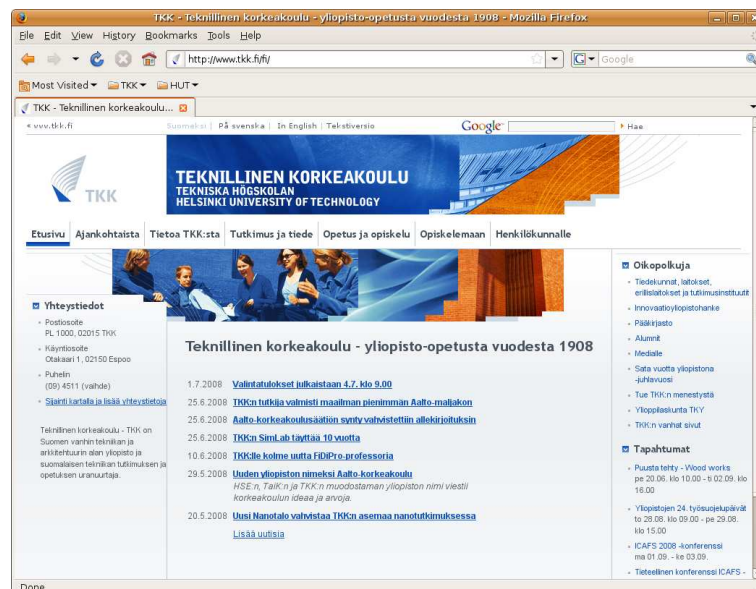 TKK - Teknillinen korkeakoulu - yliopisto-opetusta vuodesta 1908 - Mozilla Firefox
File Edit View History Bookmarks Tools Help
http://www.tkk.fi/fi/
Google
Most Visited TKK HUT
TKK - Teknillinen korkeakoulu...
www.tkk.fi
Suomeksi | På svenska | In English | Tekstiversio
Google
Hae
TKK
TEKNILLINEN KORKEAKOULU
TEKNISKA HÖGSKOLAN
HELSINKI UNIVERSITY OF TECHNOLOGY
Etusivu Ajankohtaista Tietoa TKK:sta Tutkimus ja tiede Opetus ja opiskelu Opiskelemaan Henkilökunnalle
Yhteystiedot
Postiosoite
PL 1000, 02015 TKK
Käyntiosoite
Otakaari 1, 02150 Espoo
Puhelin
(09) 4511 (vaihde)
Sijainti kartalla ja lisää yhteystietoja
Teknillinen korkeakoulu - TKK on
Suomen vanhin tekniikan ja
arkkitehtuurin alan yliopisto ja
suomalaisen tekniikan tutkimuksen ja
opetuksen uranuurtaja.
Teknillinen korkeakoulu - yliopisto-opetusta vuodesta 1908
1.7.2008 Valintatulokset julkaistaan 4.7. klo 9.00
25.6.2008 TKK:n tutkija valmisti maailman pienimmän Aalto-maljakon
25.6.2008 Aalto-korkeakoulusäätiön synty vahvistettiin allekirjoituksin
25.6.2008 TKK:n SimLab täyttää 10 vuotta
10.6.2008 TKK:lle kolme uutta FiDiPro-professoria
29.5.2008 Uuden yliopiston nimeksi Aalto-korkeakoulu
HSE:n, TaiK:n ja TKK:n muodostaman yliopiston nimi viestii
korkeakoulun ideaa ja arvoja.
20.5.2008 Uusi Nanotalo vahvistaa TKK:n asemaa nanotutkimuksessa
Lisää uutisia
Oikopolkuja
Tiedekunnat, laitokset,
erillislaitokset ja tutkimusinstituutit
Innovaatioyliopistohanke
Pääkirjasto
Alumnit
Medialle
Sata vuotta yliopistona
-juhlavuosi
Tue TKK:n menestystä
Ylioppilaskunta TKY
TKK:n vanhat sivut
Tapahtumat
Puusta tehty - Wood works
pe 20.06. klo 10.00 - ti 02.09. klo
16.00
Yliopistojen 24. työsuojelupäivät
to 28.08. klo 09.00 - pe 29.08.
klo 15.00
ICAFS 2008 -konferenssi
ma 01.09. - ke 03.09.
Tieteellinen konferenssi ICAFS -
Done